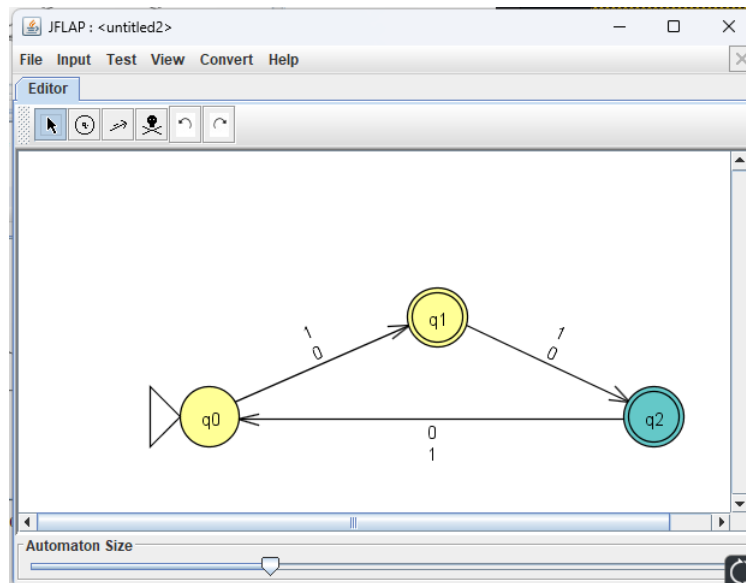 JFLAP : <untitled2>
File Input Test View Convert Help
Editor
1
0
q1
1
0
q0
q2
0
1
Automaton Size